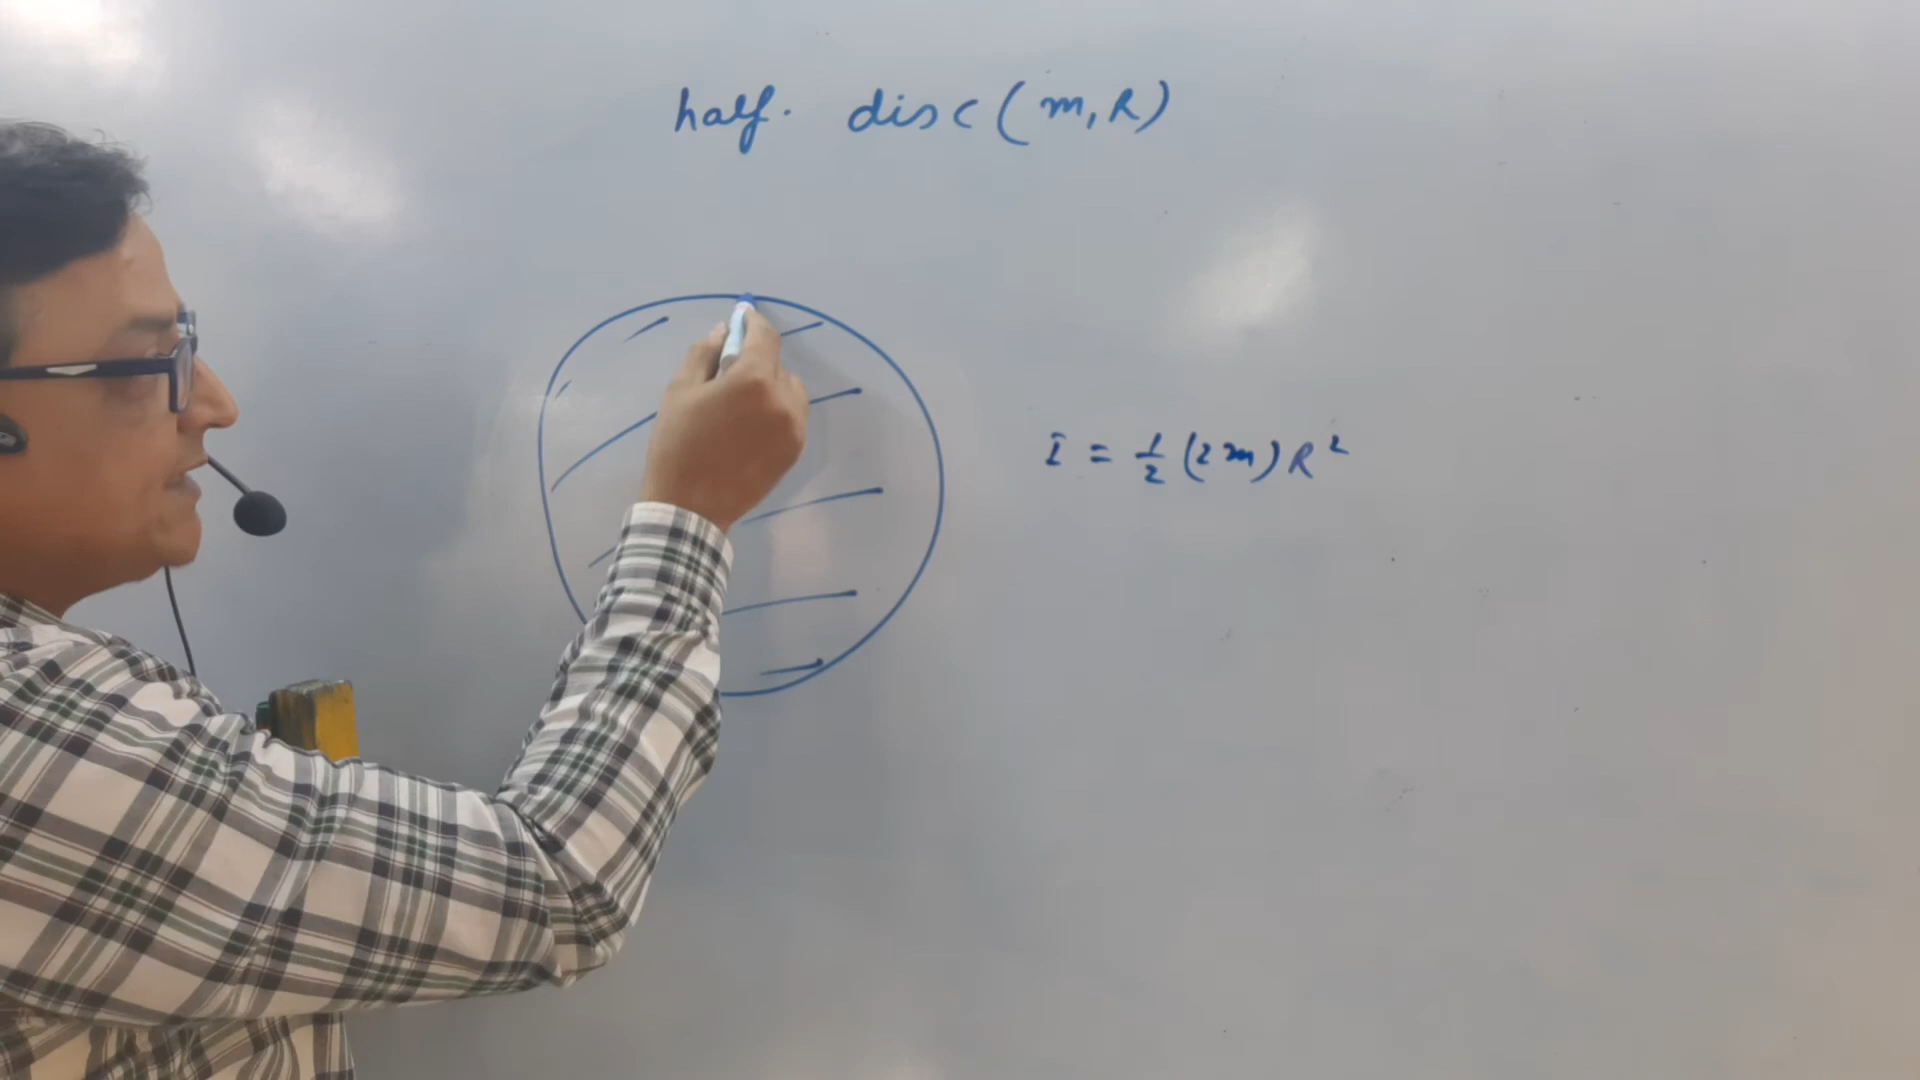 half. disc (m, R)
I = 1/2 (2m) R²